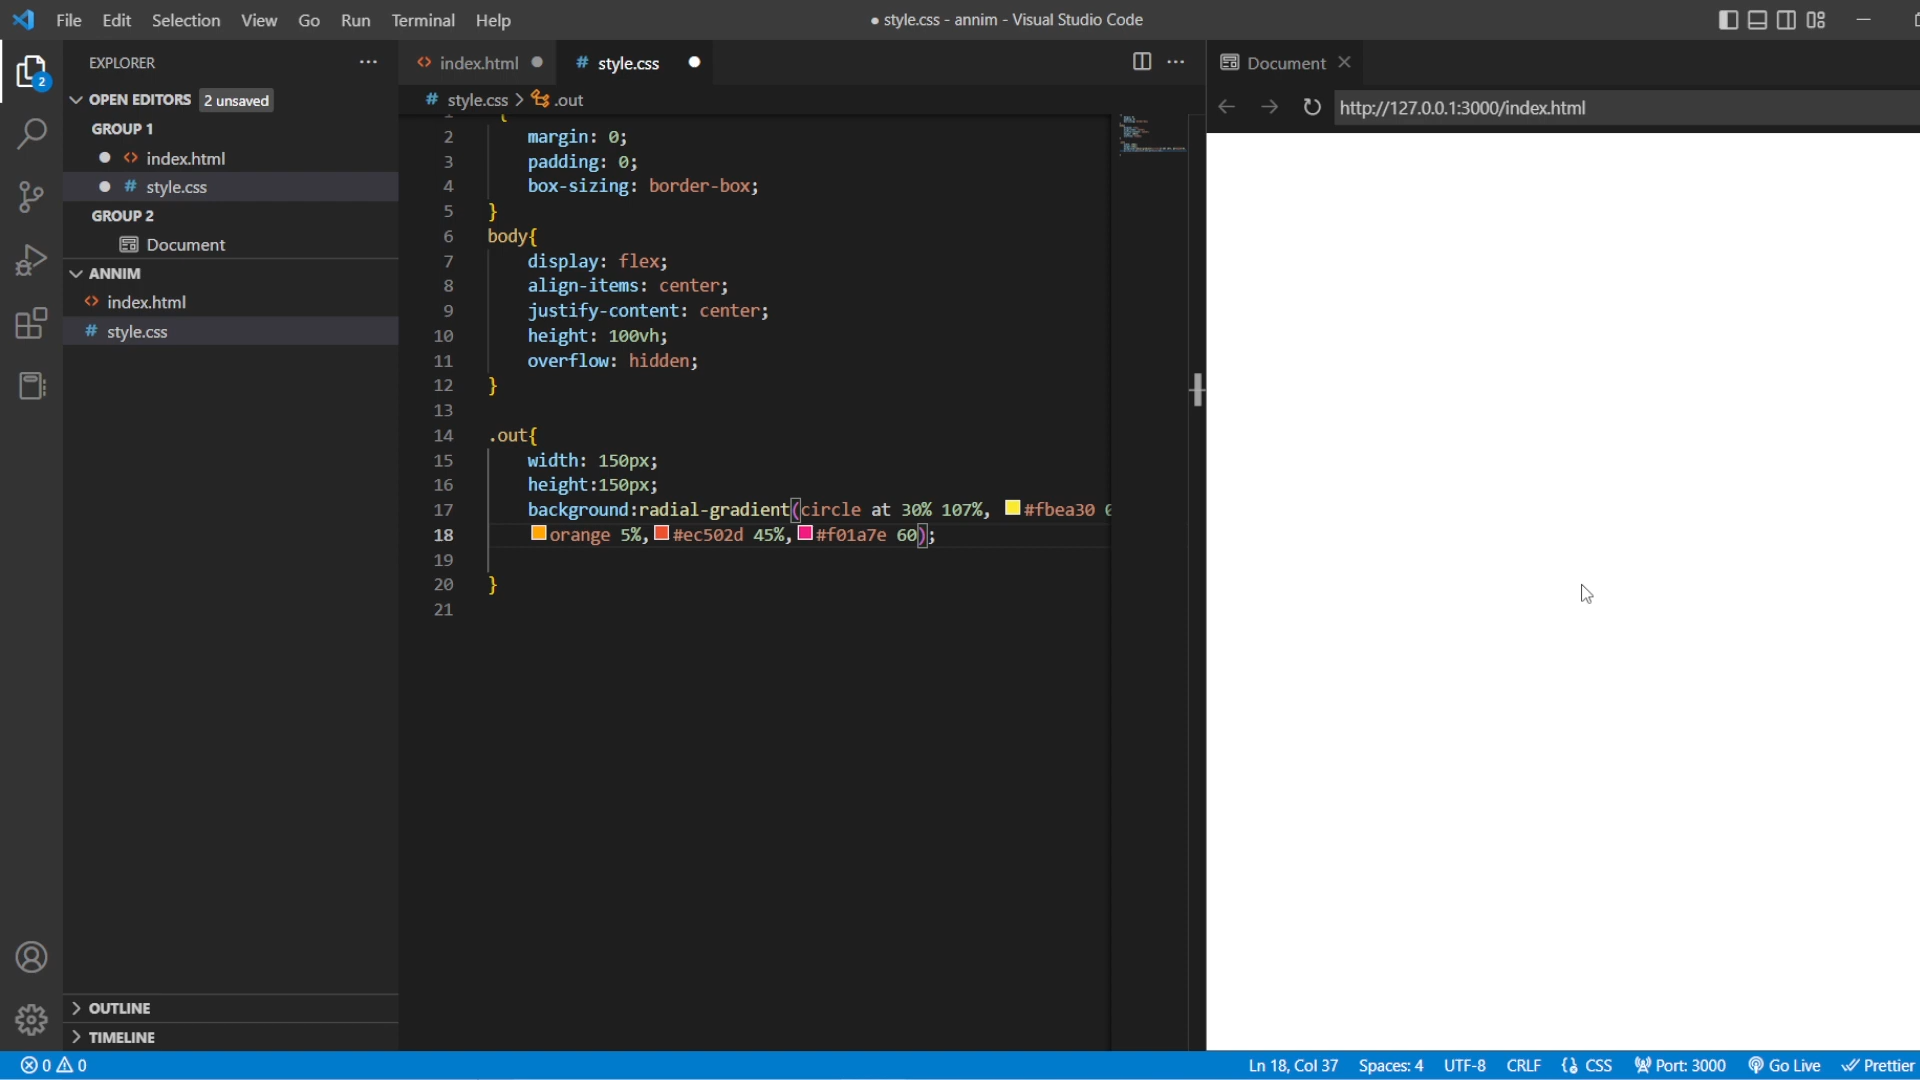 File Edit Selection View Go Run Terminal Help
● style.css - annim - Visual Studio Code
2
EXPLORER ...
OPEN EDITORS 2 unsaved
GROUP 1
● <> index.html
● # style.css
GROUP 2
Document
ANNIM
<> index.html
# style.css
OUTLINE
TIMELINE
<> index.html ●
# style.css ●
...
# style.css > .out
2 margin: 0;
3 padding: 0;
4 box-sizing: border-box;
5 }
6 body{
7 display: flex;
8 align-items: center;
9 justify-content: center;
10 height: 100vh;
11 overflow: hidden;
12 }
13
14 .out{
15 width: 150px;
16 height:150px;
17 background:radial-gradient(circle at 30% 107%, #fbea30
18 orange 5%,#ec502d 45%,#f01a7e 60);
19
20 }
21
Document
http://127.0.0.1:3000/index.html
0 0
Ln 18, Col 37 Spaces: 4 UTF-8 CRLF {} CSS Port: 3000 Go Live Prettier